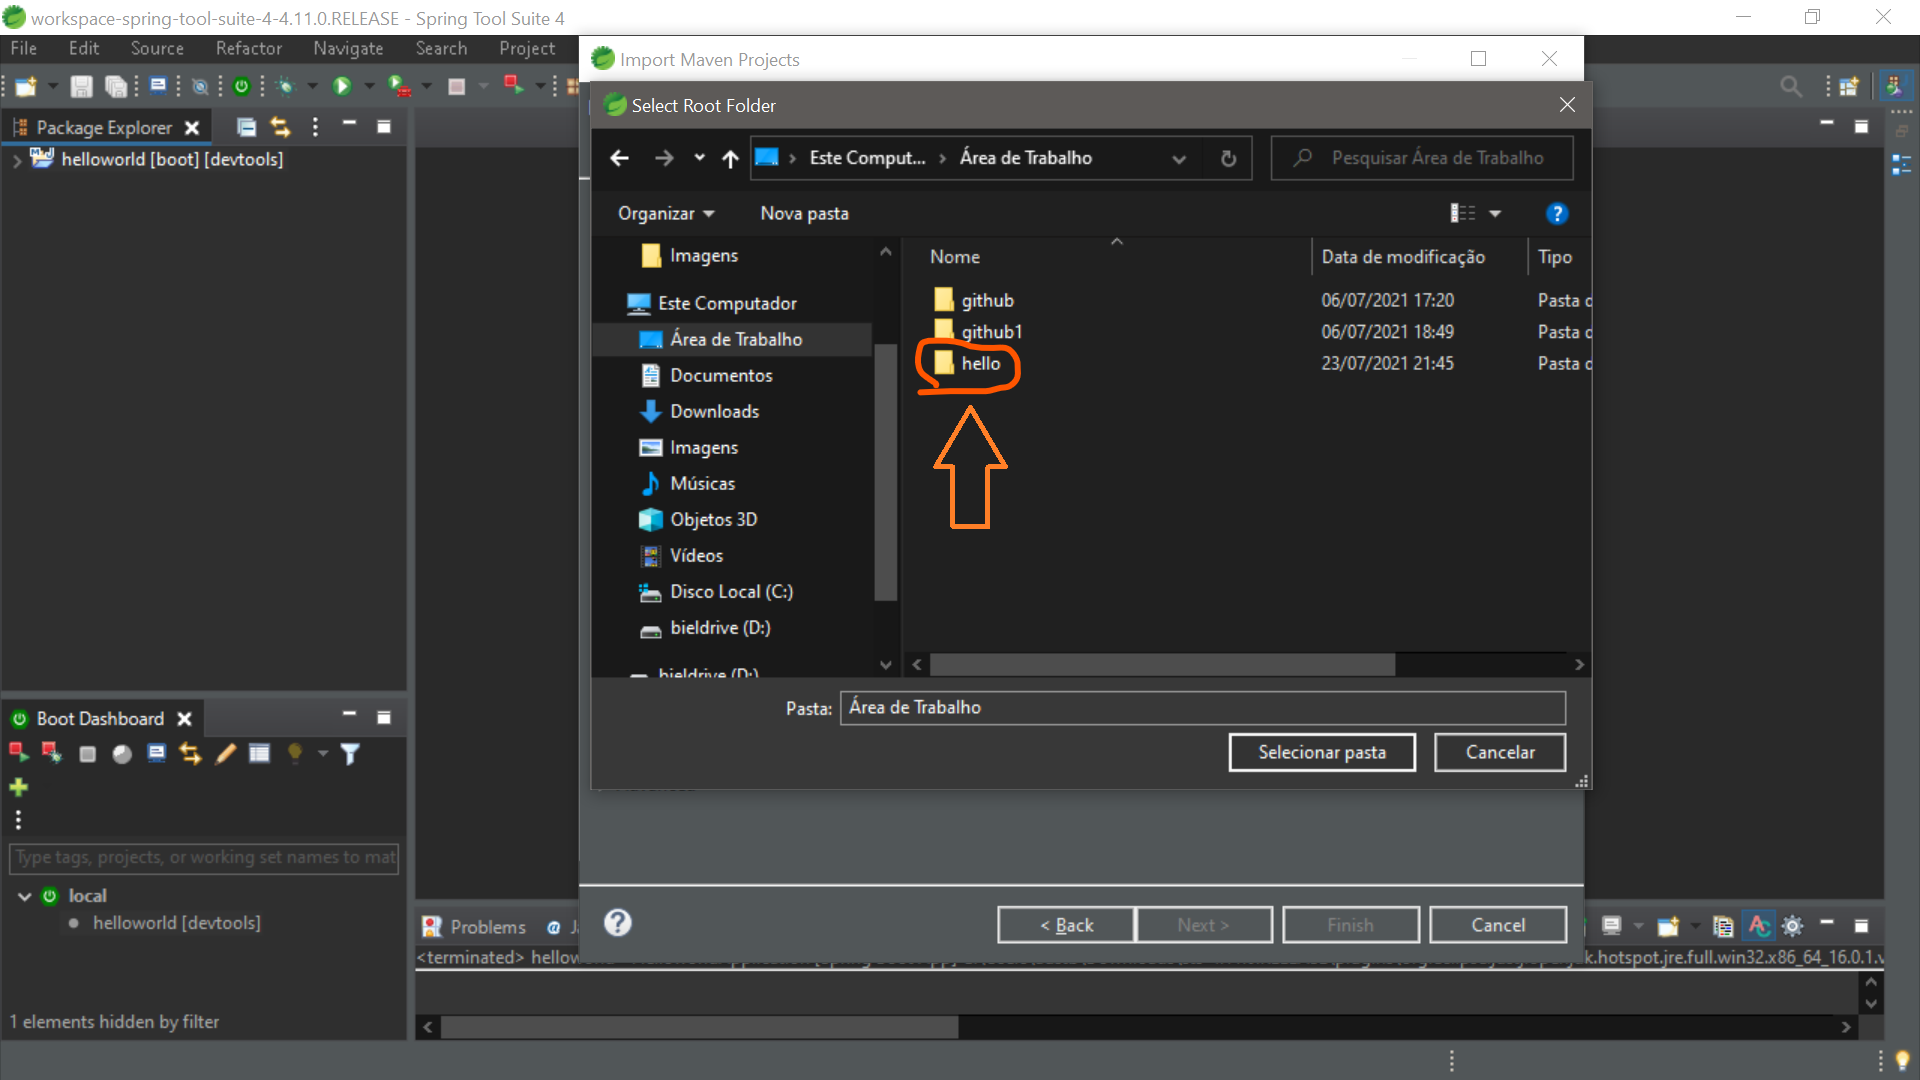 workspace-spring-tool-suite-4-4.11.0.RELEASE - Spring Tool Suite 4
File Edit Source Refactor Navigate Search Project
Import Maven Projects
Select Root Folder
Package Explorer
helloworld [boot] [devtools]
Este Comput... Área de Trabalho
Pesquisar Área de Trabalho
Organizar Nova pasta
Imagens
Este Computador
Área de Trabalho
Documentos
Downloads
Imagens
Músicas
Objetos 3D
Vídeos
Disco Local (C:)
bieldrive (D:)
bieldrive (D:)
Nome Data de modificação Tipo
github 06/07/2021 17:20 Pasta d
github1 06/07/2021 18:49 Pasta d
hello 23/07/2021 21:45 Pasta d
Pasta: Área de Trabalho
Selecionar pasta Cancelar
Boot Dashboard
Type tags, projects, or working set names to mat
local
helloworld [devtools]
1 elements hidden by filter
< Back Next > Finish Cancel
Problems @ J
<terminated> hellow
k.hotspot.jre.full.win32.x86_64_16.0.1.v